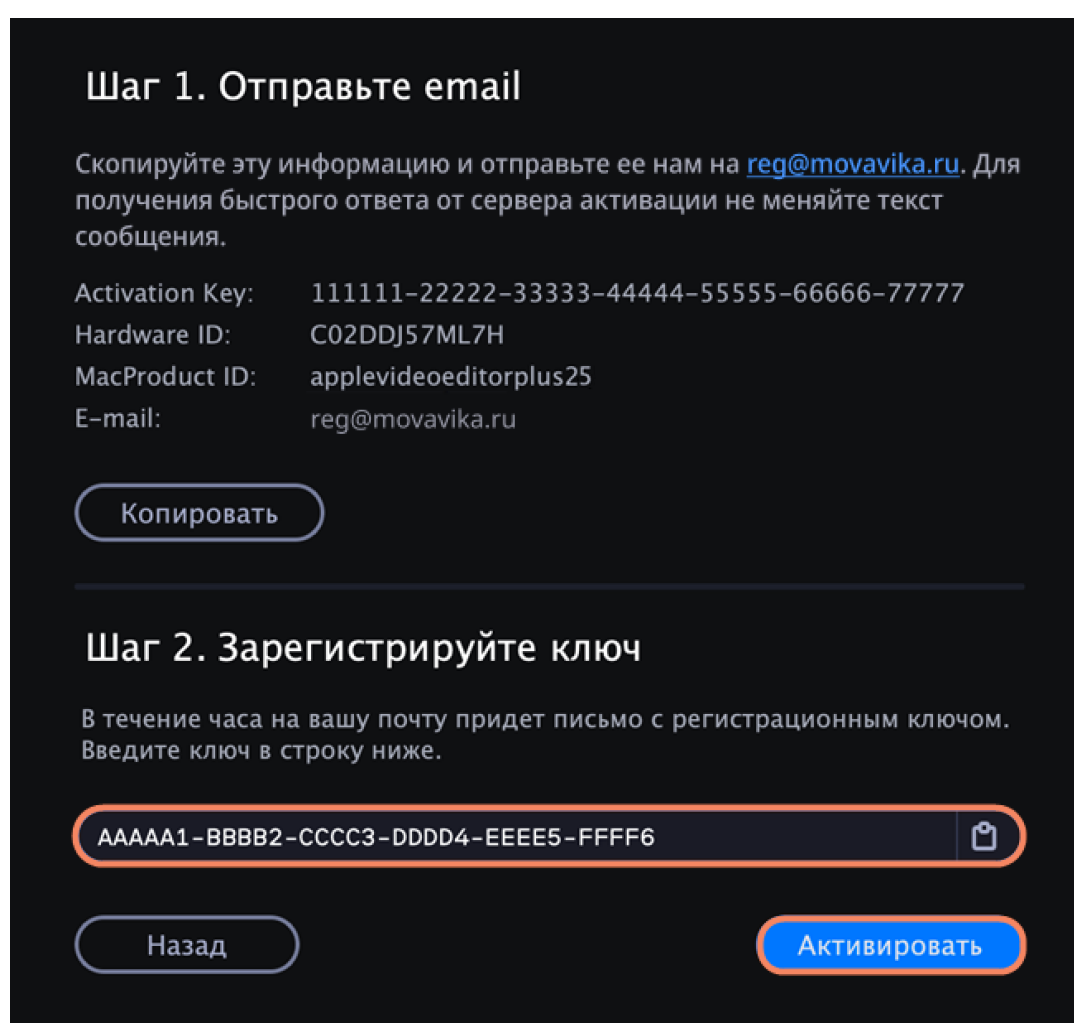 Шаг 1. Отправьте email
Скопируйте эту информацию и отправьте ее нам на reg@movavika.ru. Для
получения быстрого ответа от сервера активации не меняйте текст
сообщения.
Activation Key: 111111-22222-33333-44444-55555-66666-77777
Hardware ID: C02DDJ57ML7H
MacProduct ID: applevideoeditorplus25
E-mail: reg@movavika.ru
Копировать
Шаг 2. Зарегистрируйте ключ
В течение часа на вашу почту придет письмо с регистрационным ключом.
Введите ключ в строку ниже.
AAAAA1-BBBB2-CCCC3-DDDD4-EEEE5-FFFF6
Назад
Активировать